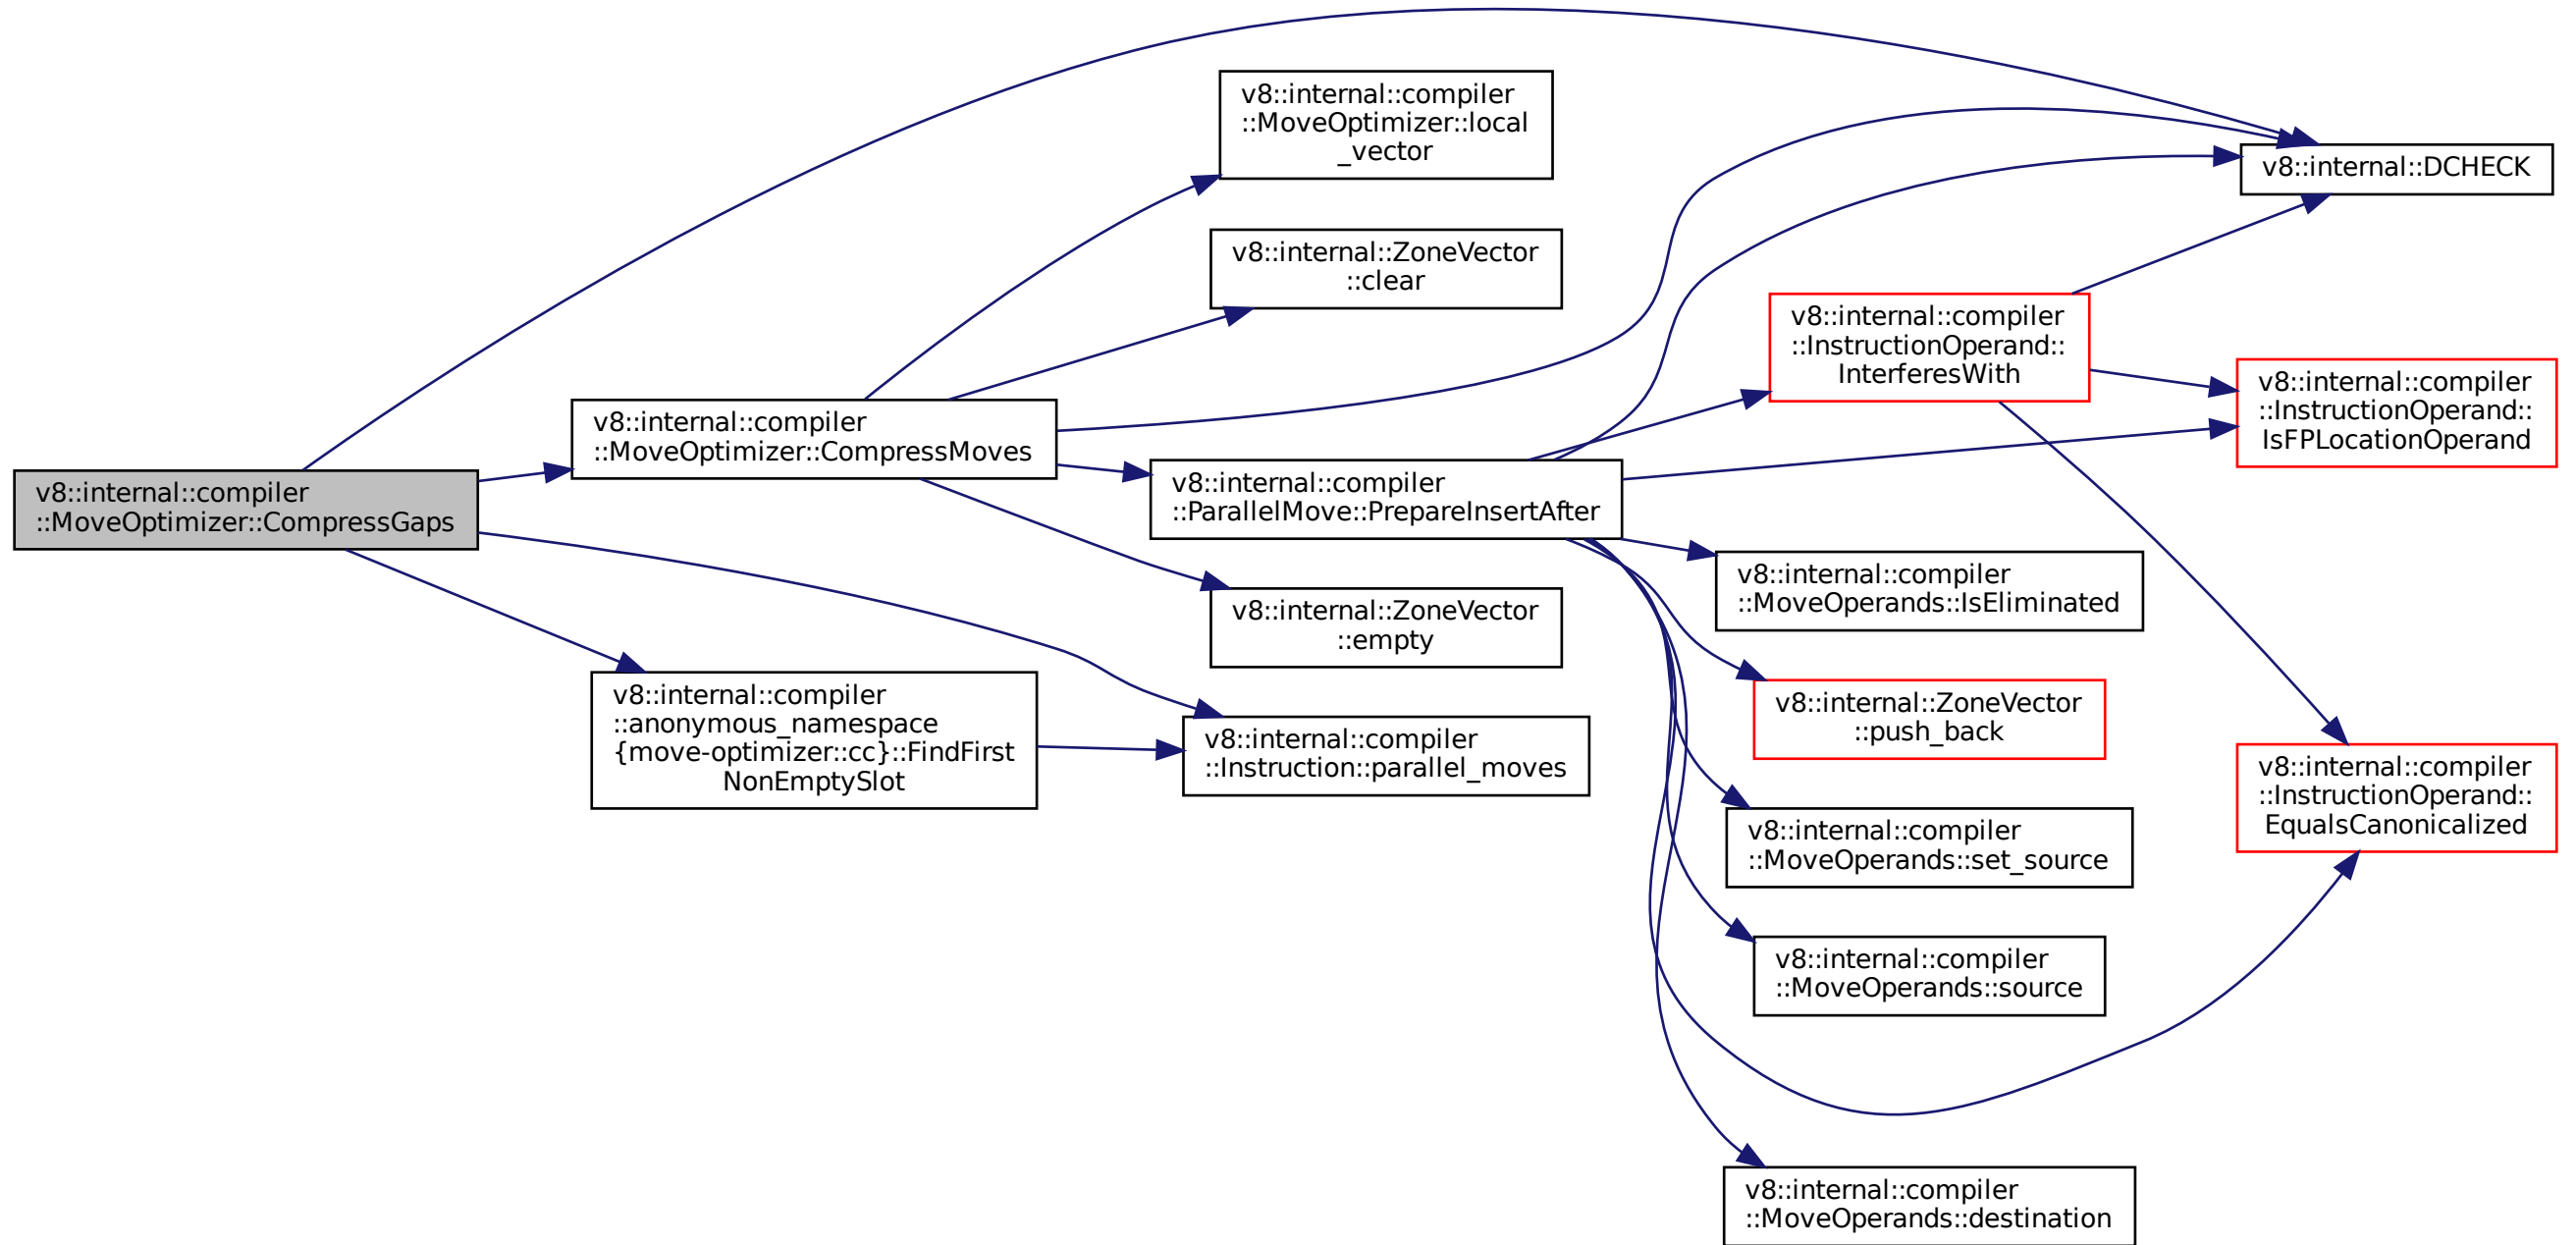 v8::internal::compiler
::MoveOptimizer::CompressGaps
v8::internal::compiler
::MoveOptimizer::CompressMoves
v8::internal::compiler
::anonymous_namespace
{move-optimizer::cc}::FindFirst
NonEmptySlot
v8::internal::compiler
::MoveOptimizer::local
_vector
v8::internal::ZoneVector
::clear
v8::internal::compiler
::ParallelMove::PrepareInsertAfter
v8::internal::ZoneVector
::empty
v8::internal::compiler
::Instruction::parallel_moves
v8::internal::compiler
::InstructionOperand::
InterferesWith
v8::internal::compiler
::MoveOperands::IsEliminated
v8::internal::ZoneVector
::push_back
v8::internal::compiler
::MoveOperands::set_source
v8::internal::compiler
::MoveOperands::source
v8::internal::compiler
::MoveOperands::destination
v8::internal::DCHECK
v8::internal::compiler
::InstructionOperand::
IsFPLocationOperand
v8::internal::compiler
::InstructionOperand::
EqualsCanonicalized